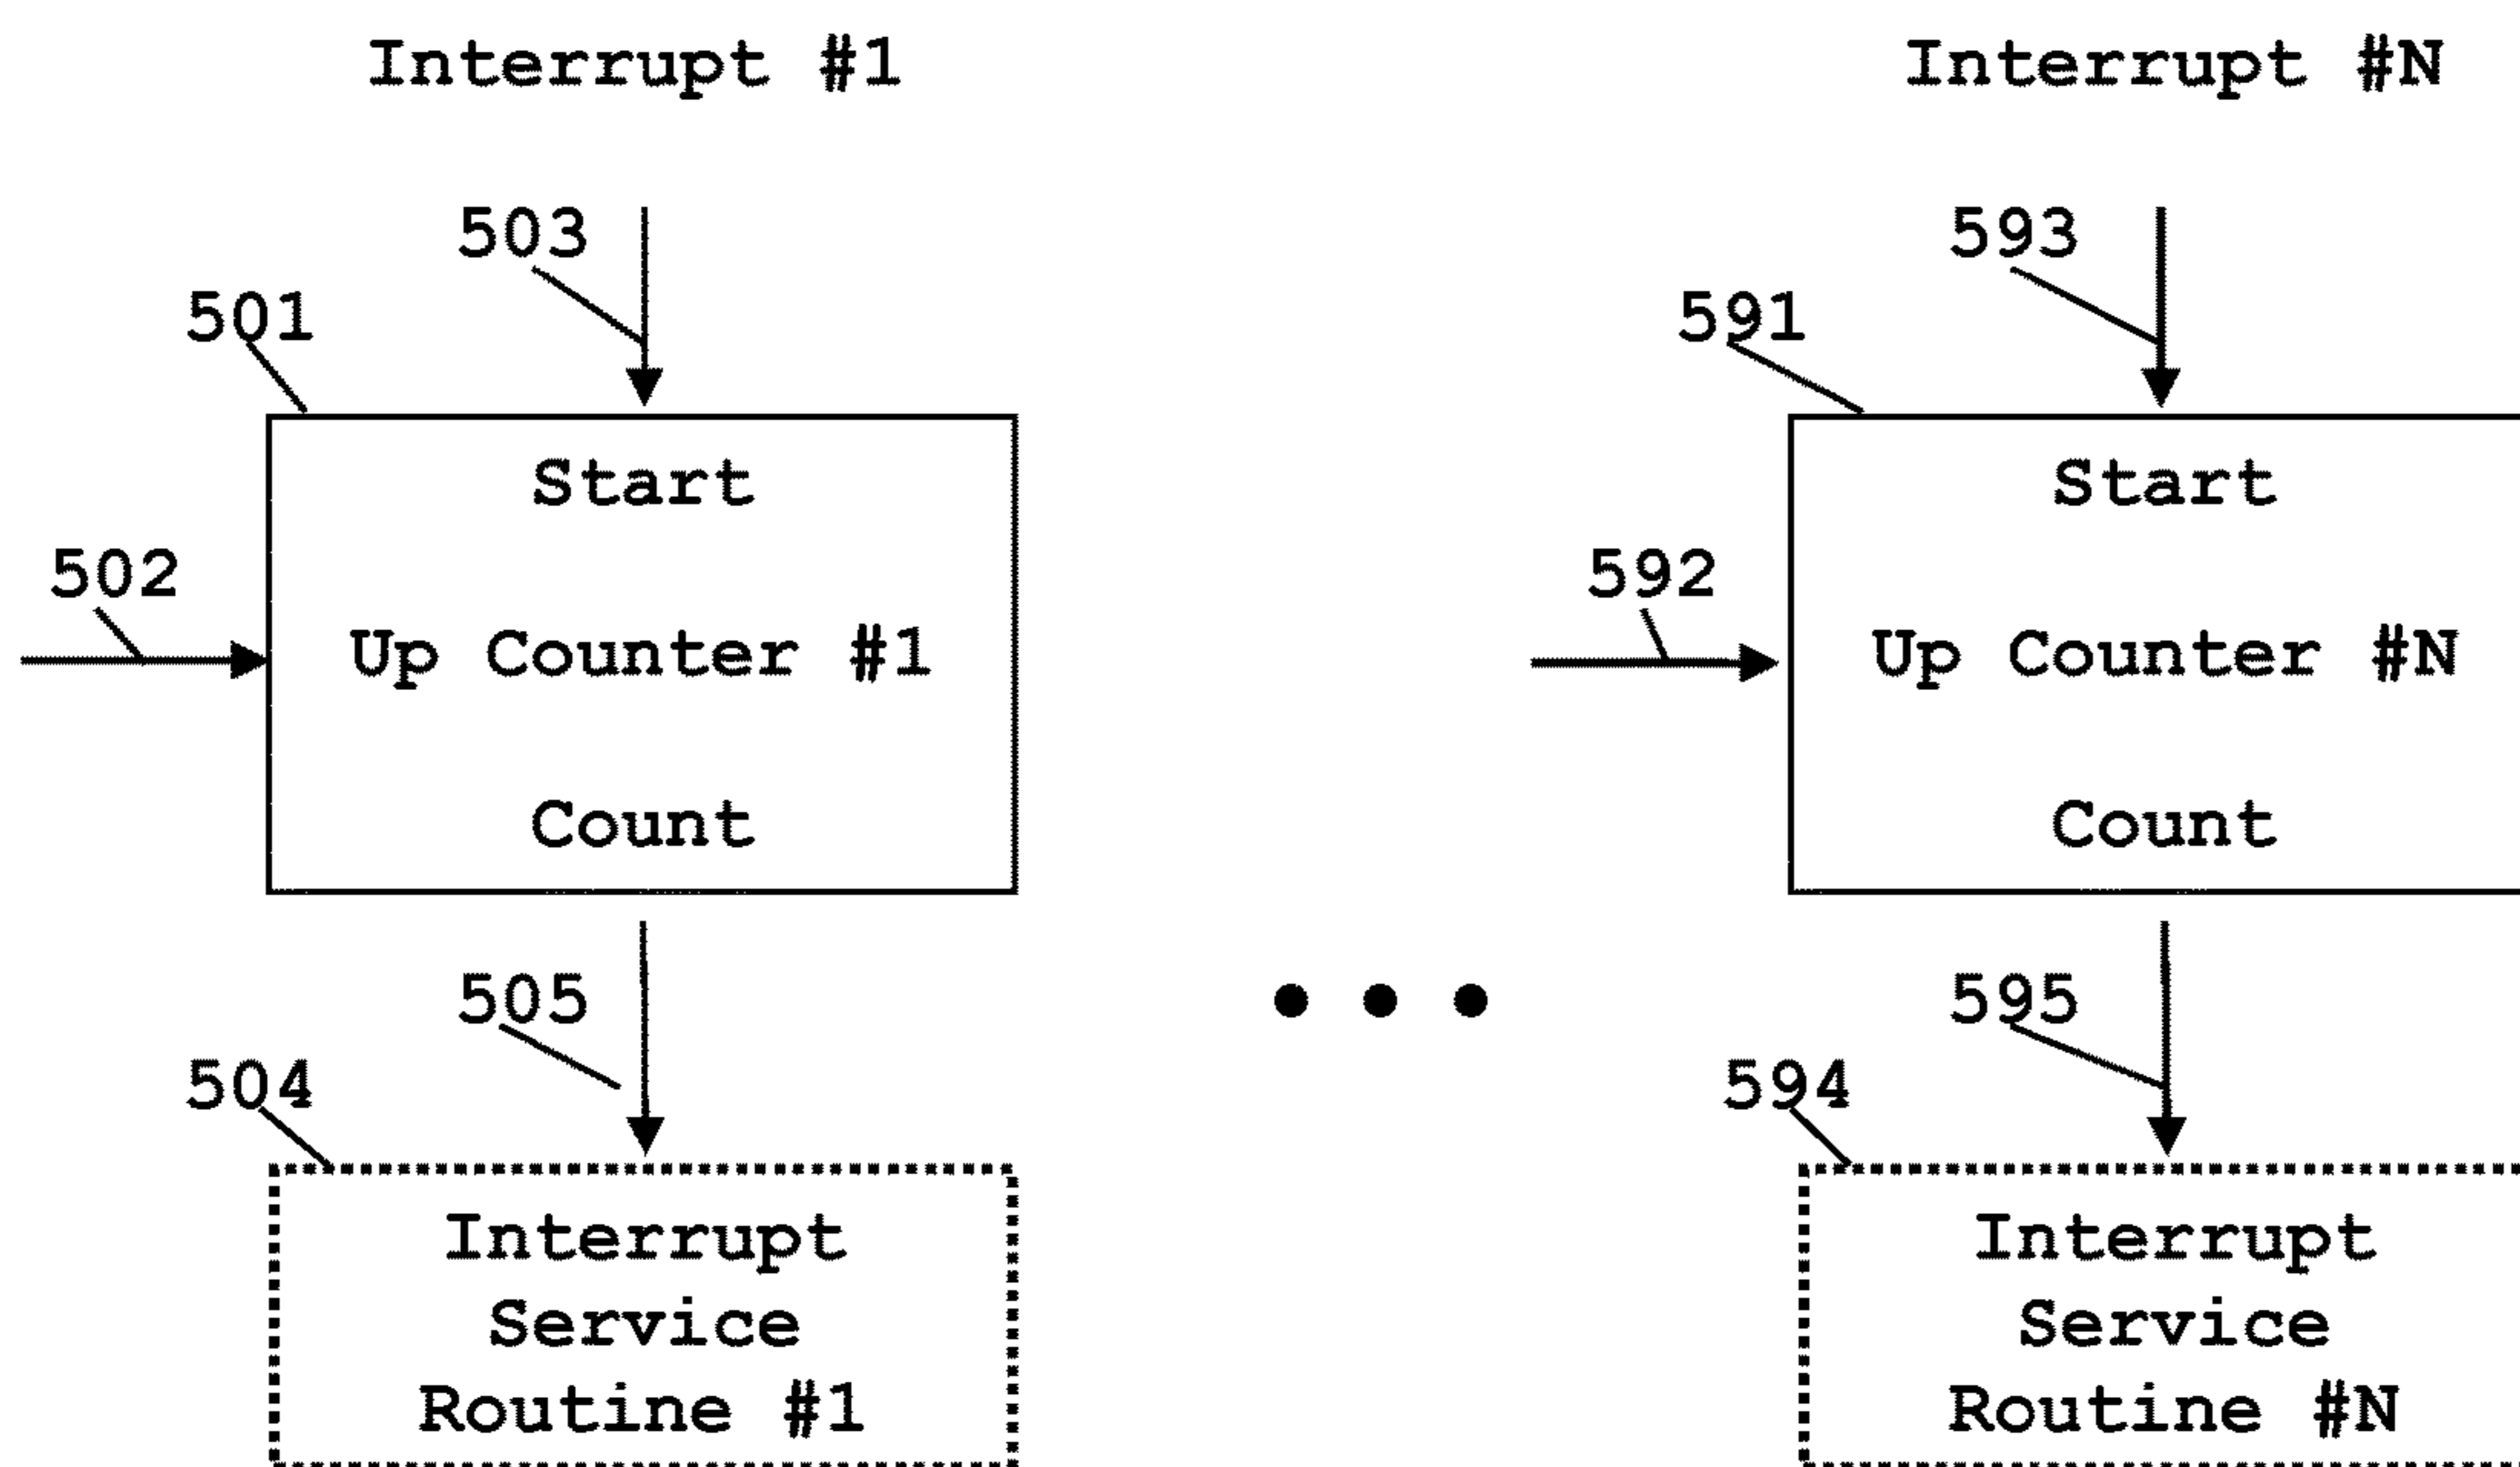 Interrupt #1
503
501
Start
502
Up Counter #1
Count
505
504
Interrupt
Service
Routine #1
Interrupt #N
593
591
Start
592
Up Counter #N
Count
595
594
Interrupt
Service
Routine #N